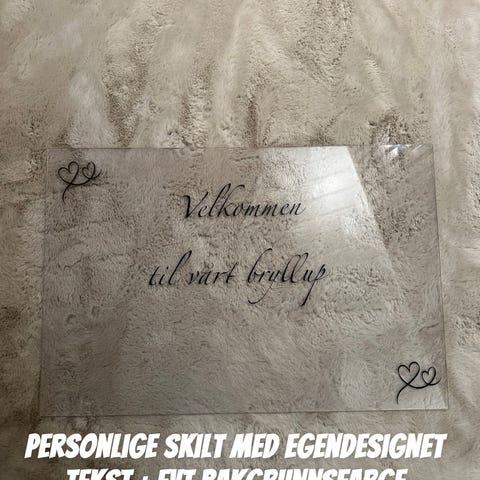 Velkommen
til vårt bryllup
PERSONLIGE SKILT MED EGENDESIGNET
TEKST + EVT BAKGRUNNSFARGE